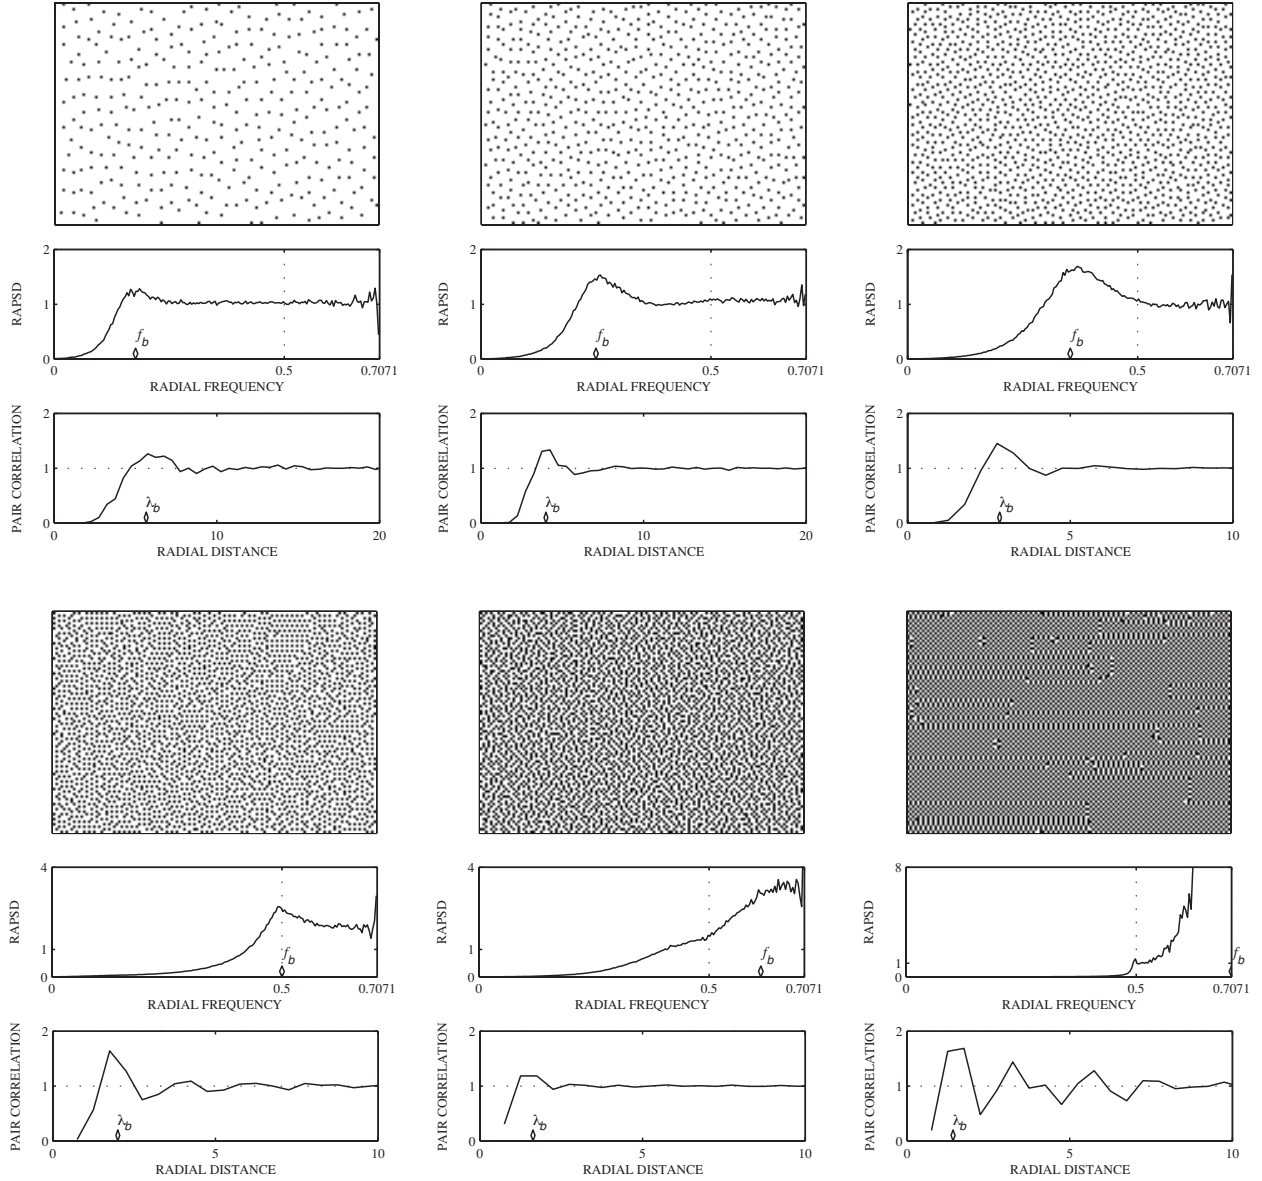 2
1
0
RAPSD
f_b
0
0.5
0.7071
RADIAL FREQUENCY
2
1
0
RAPSD
f_b
0
0.5
0.7071
RADIAL FREQUENCY
2
1
0
RAPSD
f_b
0
0.5
0.7071
RADIAL FREQUENCY
2
1
0
PAIR CORRELATION
λ_b
10
20
RADIAL DISTANCE
2
1
0
PAIR CORRELATION
λ_b
0
10
20
RADIAL DISTANCE
2
1
0
PAIR CORRELATION
λ_b
0
5
10
RADIAL DISTANCE
4
1
0
RAPSD
f_b
0
0.5
0.7071
RADIAL FREQUENCY
4
1
0
RAPSD
f_b
0
0.5
0.7071
RADIAL FREQUENCY
8
1
0
RAPSD
f_b
0
0.5
0.7071
RADIAL FREQUENCY
2
1
0
PAIR CORRELATION
λ_b
0
5
10
RADIAL DISTANCE
2
1
0
PAIR CORRELATION
λ_b
0
5
10
RADIAL DISTANCE
2
1
0
PAIR CORRELATION
λ_b
0
5
10
RADIAL DISTANCE